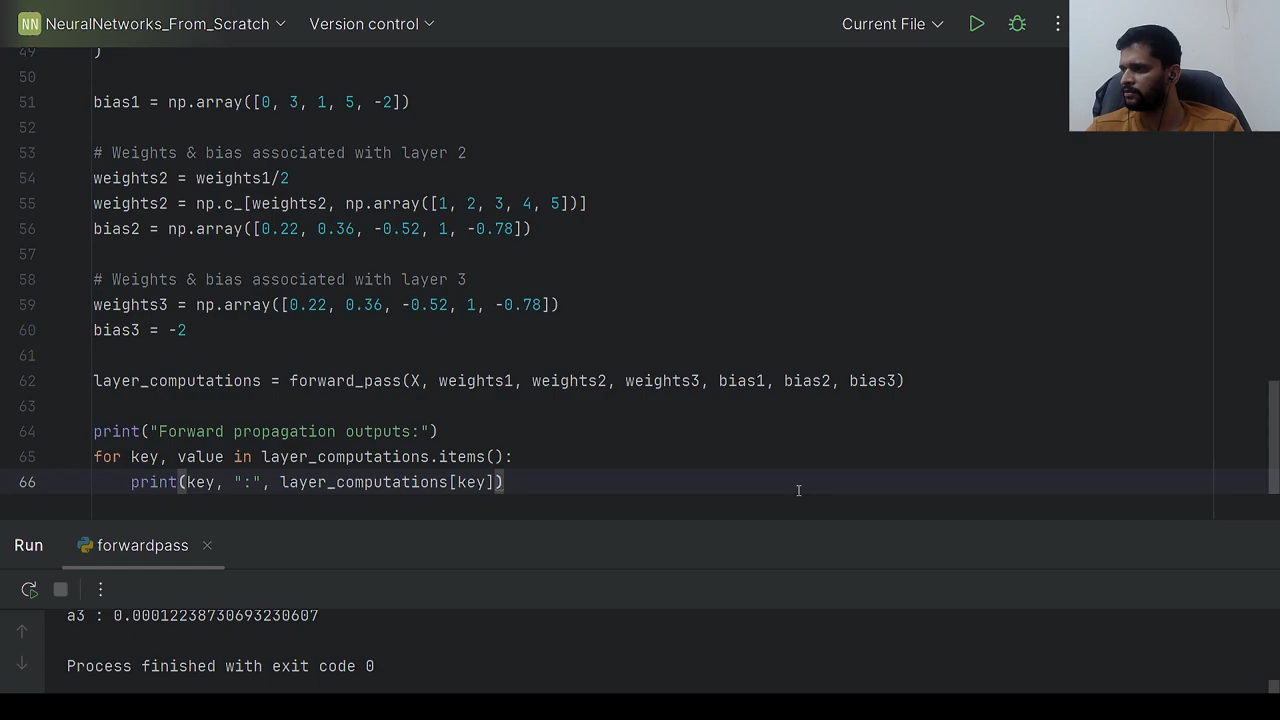 NN NeuralNetworks_From_Scratch Version control Current File
49 )
50
51 bias1 = np.array([0, 3, 1, 5, -2])
52
53 # Weights & bias associated with layer 2
54 weights2 = weights1/2
55 weights2 = np.c_[weights2, np.array([1, 2, 3, 4, 5])]
56 bias2 = np.array([0.22, 0.36, -0.52, 1, -0.78])
57
58 # Weights & bias associated with layer 3
59 weights3 = np.array([0.22, 0.36, -0.52, 1, -0.78])
60 bias3 = -2
61
62 layer_computations = forward_pass(X, weights1, weights2, weights3, bias1, bias2, bias3)
63
64 print("Forward propagation outputs:")
65 for key, value in layer_computations.items():
66 print(key, ":", layer_computations[key])
Run forwardpass
a3 : 0.00012238730693230607
Process finished with exit code 0